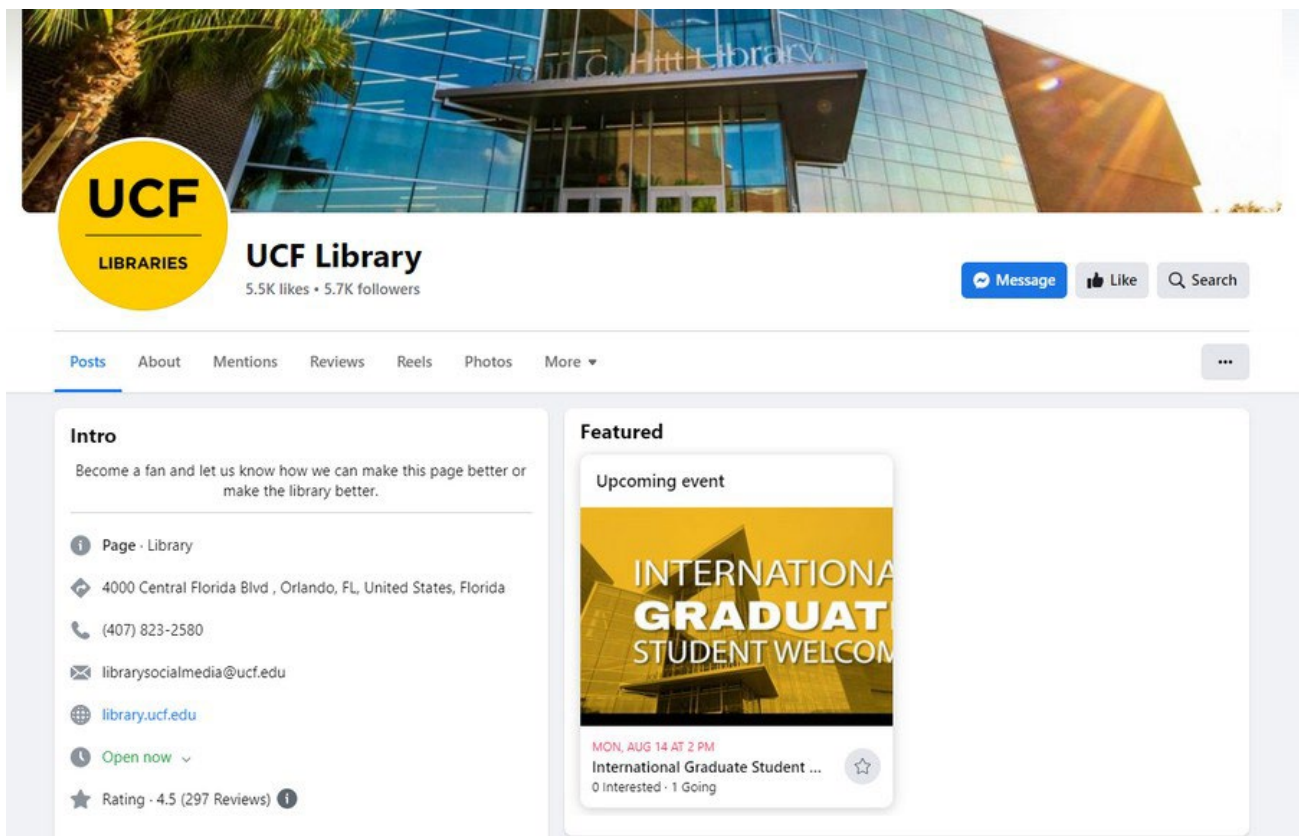 John C. Hitt Library
UCF
LIBRARIES
UCF Library
5.5K likes • 5.7K followers
Message
Like
Search
Posts
About
Mentions
Reviews
Reels
Photos
More
Intro
Become a fan and let us know how we can make this page better or
make the library better.
Page · Library
4000 Central Florida Blvd , Orlando, FL, United States, Florida
(407) 823-2580
librarysocialmedia@ucf.edu
library.ucf.edu
Open now
Rating · 4.5 (297 Reviews)
Featured
Upcoming event
INTERNATIONA
GRADUAT
STUDENT WELCOM
MON, AUG 14 AT 2 PM
International Graduate Student ...
0 Interested · 1 Going